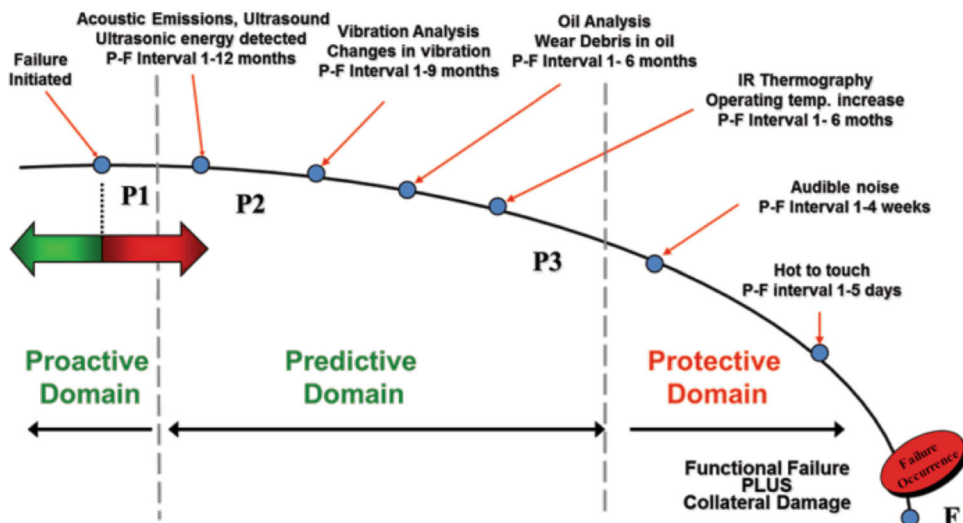 Acoustic Emissions, Ultrasound
Ultrasonic energy detected
P-F Interval 1-12 months
Failure
Initiated
Vibration Analysis
Changes in vibration
P-F Interval 1-9 months
Oil Analysis
Wear Debris in oil
P-F Interval 1- 6 months
IR Thermography
Operating temp. increase
P-F Interval 1- 6 moths
Audible noise
P-F Interval 1-4 weeks
Hot to touch
P-F interval 1-5 days
P1
P2
P3
Proactive
Domain
Predictive
Domain
Protective
Domain
Functional Failure
PLUS
Collateral Damage
Failure
Occurrence
F